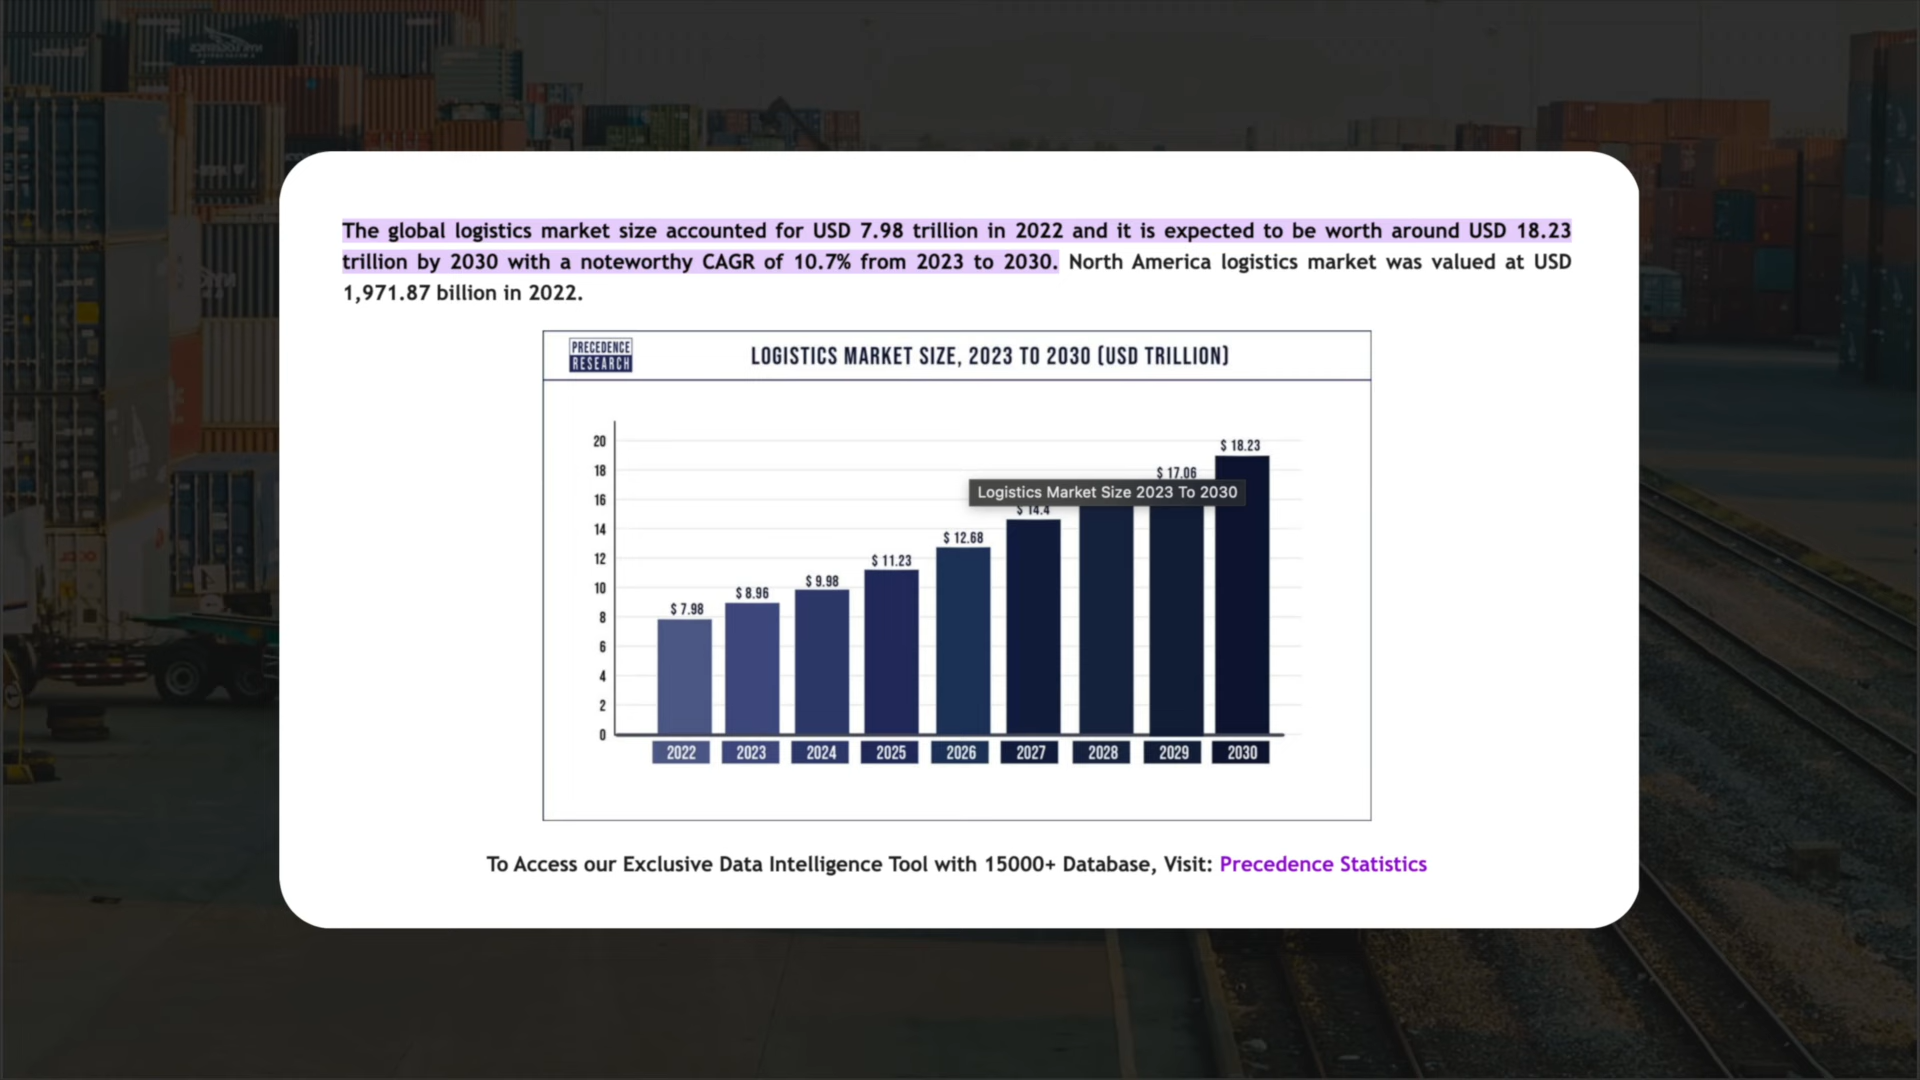 The global logistics market size accounted for USD 7.98 trillion in 2022 and it is expected to be worth around USD 18.23
trillion by 2030 with a noteworthy CAGR of 10.7% from 2023 to 2030. North America logistics market was valued at USD
1,971.87 billion in 2022.
PRECEDENCE
RESEARCH
LOGISTICS MARKET SIZE, 2023 TO 2030 (USD TRILLION)
20
18
16
14
12
10
8
6
4
2
0
$ 7.98
$ 8.96
$ 9.98
$ 11.23
$ 12.68
$ 14.4
$ 17.06
$ 18.23
Logistics Market Size 2023 To 2030
2022 2023 2024 2025 2026 2027 2028 2029 2030
To Access our Exclusive Data Intelligence Tool with 15000+ Database, Visit: Precedence Statistics